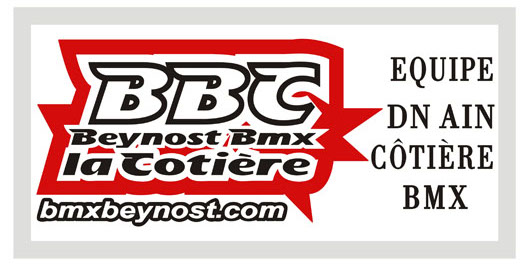 BBC
Beynost Bmx
la Cotière
bmxbeynost.com
EQUIPE
DN AIN
CÔTIÈRE
BMX